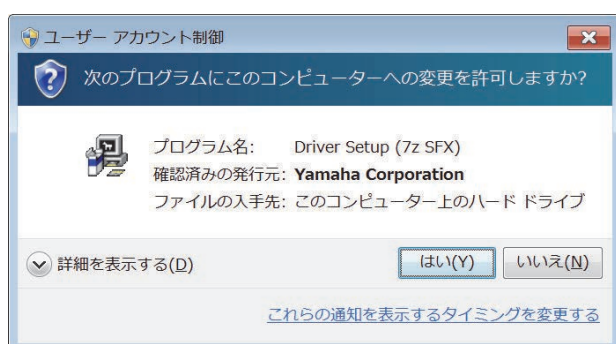 ユーザー アカウント制御
次のプログラムにこのコンピューターへの変更を許可しますか?
プログラム名: Driver Setup (7z SFX)
確認済みの発行元: Yamaha Corporation
ファイルの入手先: このコンピューター上のハード ドライブ
詳細を表示する(D) はい(Y) いいえ(N)
これらの通知を表示するタイミングを変更する